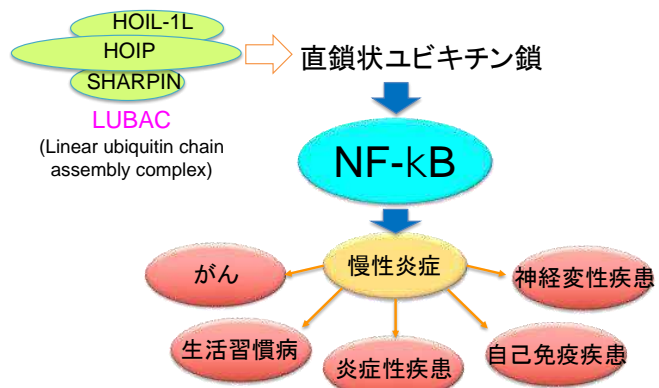 HOIL-1L
HOIP
SHARPIN
LUBAC
(Linear ubiquitin chain
assembly complex)
直鎖状ユビキチン鎖
NF-kB
慢性炎症
がん
神経変性疾患
生活習慣病
炎症性疾患
自己免疫疾患